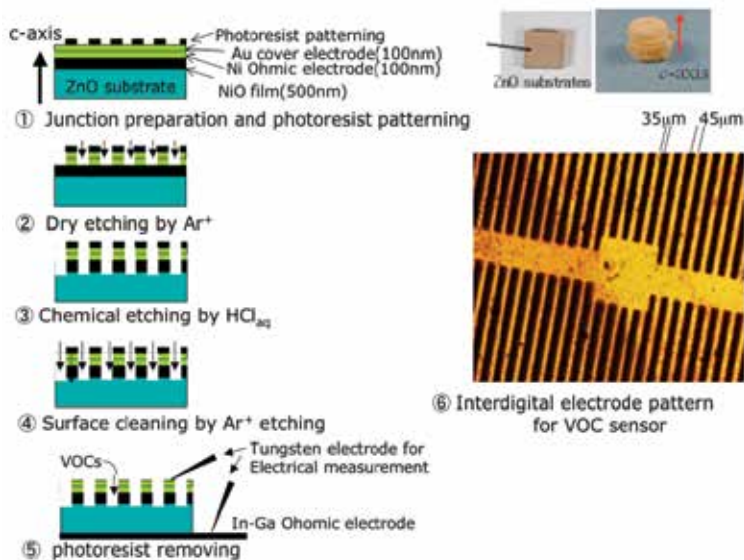 c-axis
Photoresist patterning
Au cover electrode(100nm)
Ni Ohmic electrode(100nm)
ZnO substrate
NiO film(500nm)
① Junction preparation and photoresist patterning
② Dry etching by Ar⁺
③ Chemical etching by HClaq
④ Surface cleaning by Ar⁺ etching
VOCs
Tungsten electrode for
Electrical measurement
In-Ga Ohomic electrode
⑤ photoresist removing
ZnO substrates
c-axis
35μm
45μm
⑥ Interdigital electrode pattern
for VOC sensor